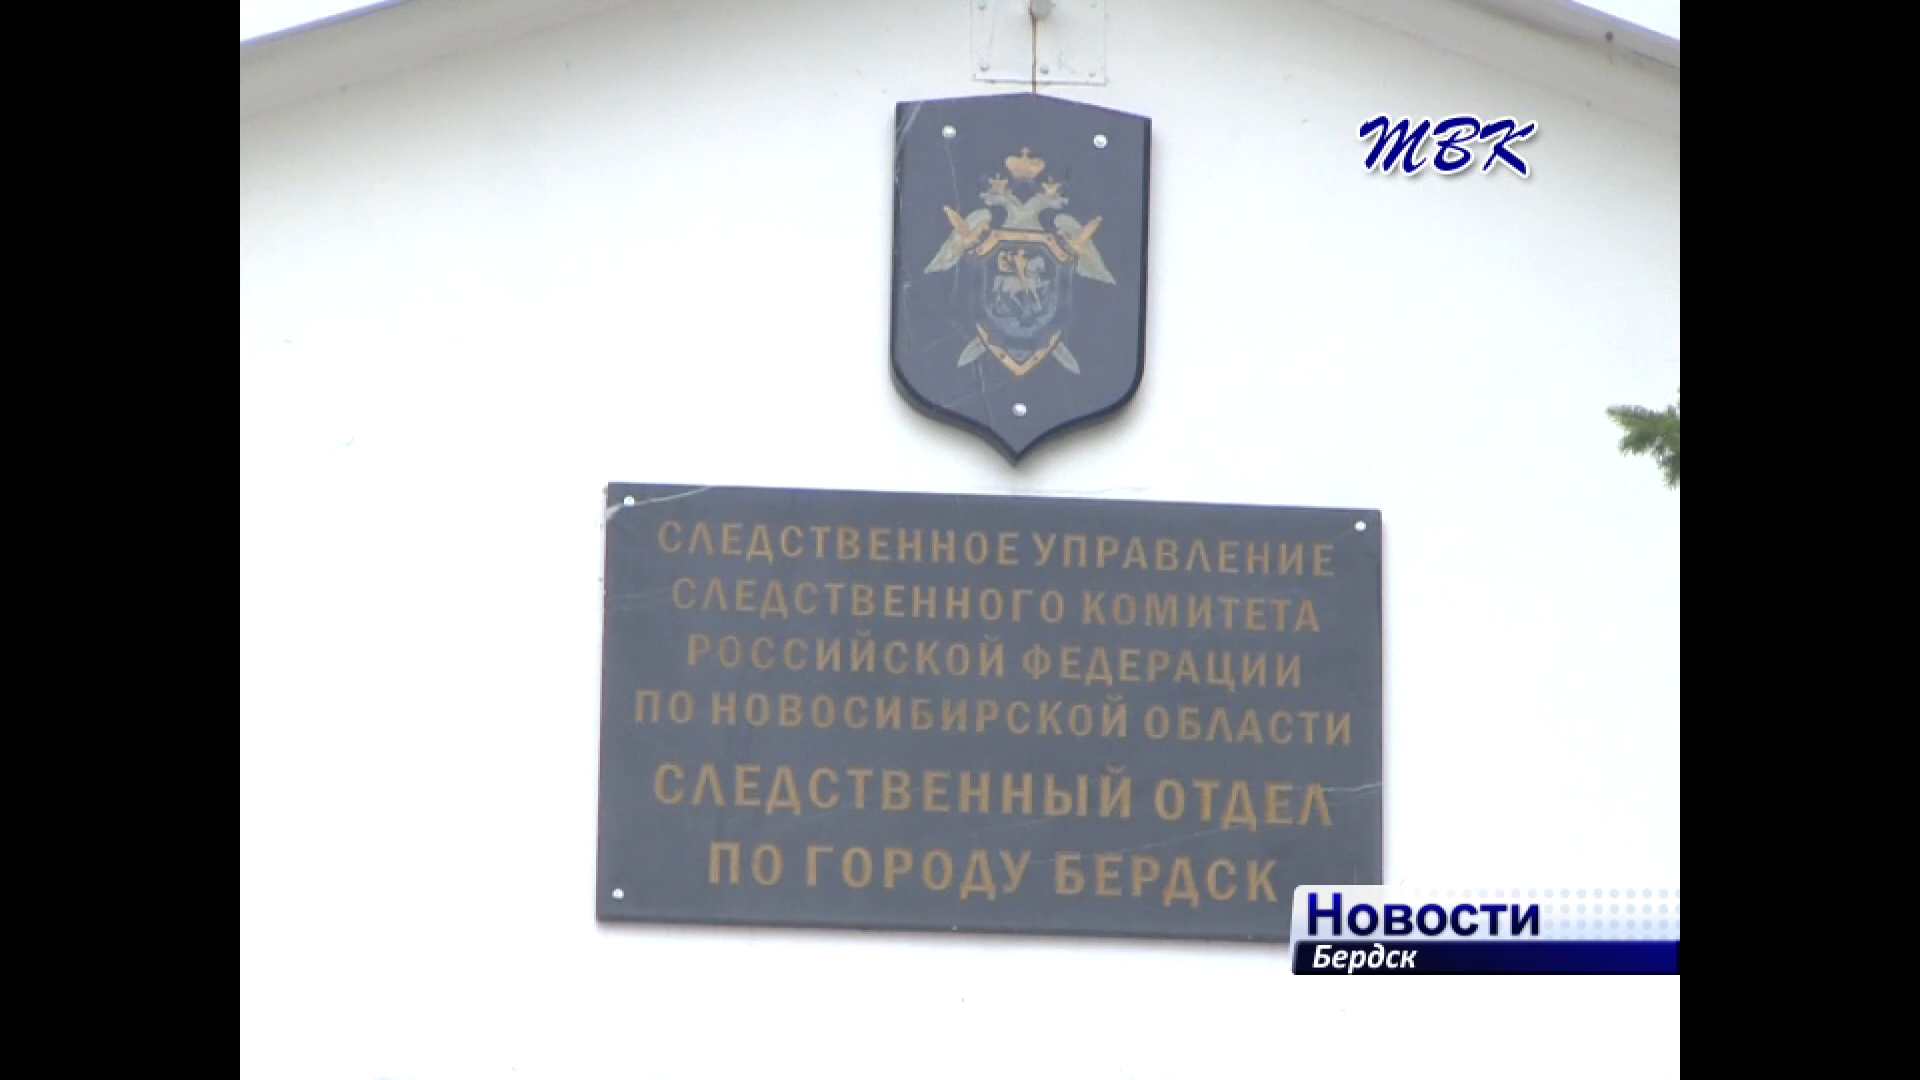 ТВК
СЛЕДСТВЕННОЕ УПРАВЛЕНИЕ
СЛЕДСТВЕННОГО КОМИТЕТА
РОССИЙСКОЙ ФЕДЕРАЦИИ
ПО НОВОСИБИРСКОЙ ОБЛАСТИ
СЛЕДСТВЕННЫЙ ОТДЕЛ
ПО ГОРОДУ БЕРДСК
Новости
Бердск